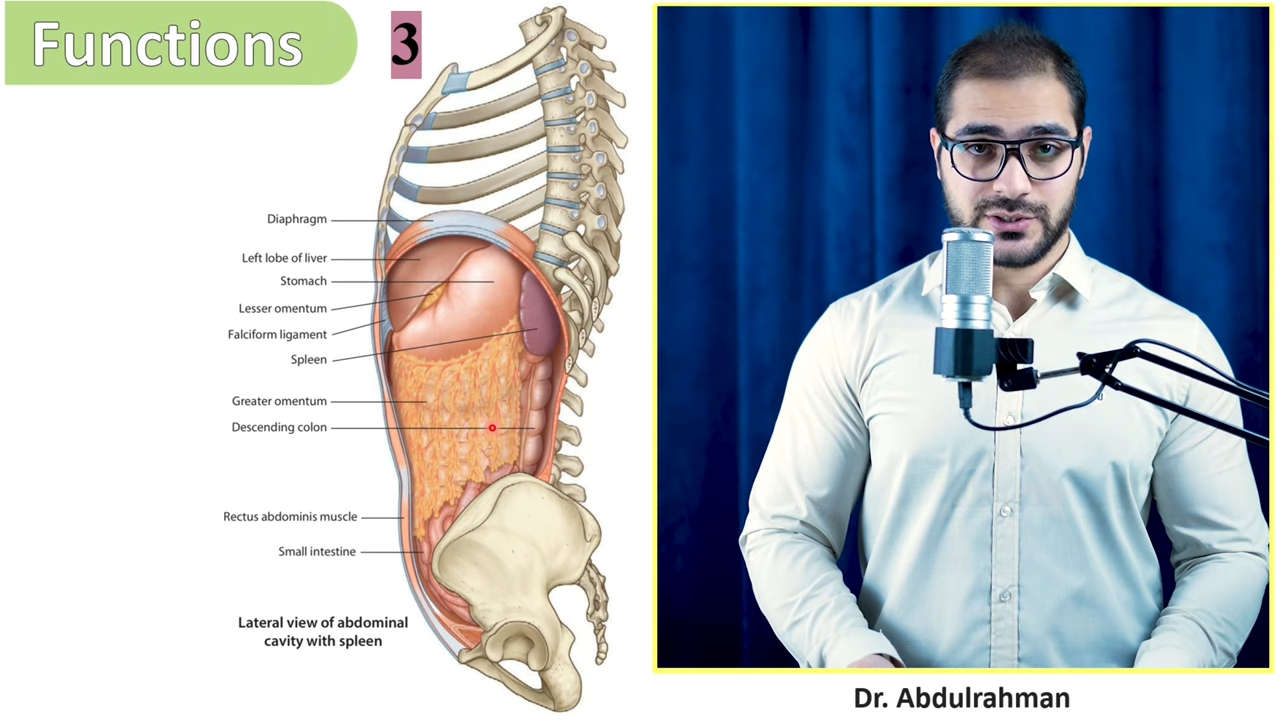 Functions
3
Diaphragm
Left lobe of liver
Stomach
Lesser omentum
Falciform ligament
Spleen
Greater omentum
Descending colon
Rectus abdominis muscle
Small intestine
Lateral view of abdominal
cavity with spleen
Dr. Abdulrahman